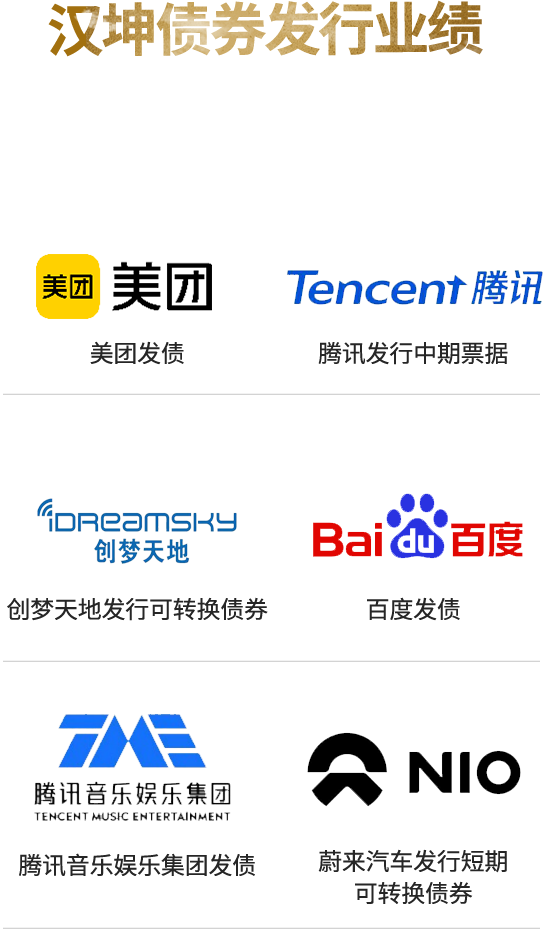 汉坤债券发行业绩
美团 美团
Tencent 腾讯
美团发债
腾讯发行中期票据
iDREAMSKY
创梦天地
Bai du 百度
创梦天地发行可转换债券
百度发债
TME
腾讯音乐娱乐集团
TENCENT MUSIC ENTERTAINMENT
NIO
腾讯音乐娱乐集团发债
蔚来汽车发行短期
可转换债券